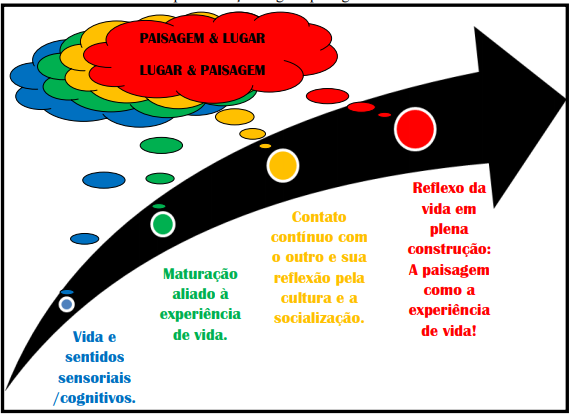 PAISAGEM & LUGAR
LUGAR & PAISAGEM
Vida e
sentidos
sensoriais
/cognitivos.
Maturação
aliado à
experiência
de vida.
Contato
contínuo com
o outro e sua
reflexão pela
cultura e a
socialização.
Reflexo da
vida em
plena
construção:
A paisagem
como a
experiência
de vida!